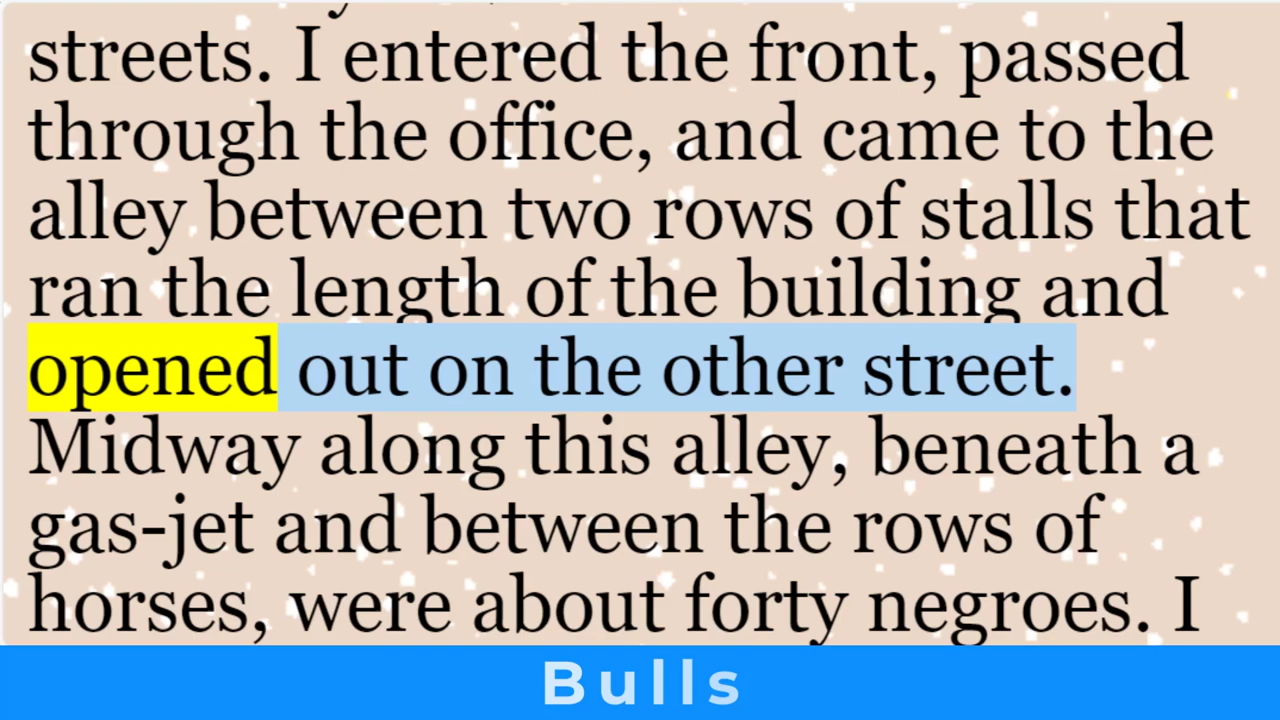 streets. I entered the front, passed
through the office, and came to the
alley between two rows of stalls that
ran the length of the building and
opened out on the other street.
Midway along this alley, beneath a
gas-jet and between the rows of
horses, were about forty negroes. I
Bulls